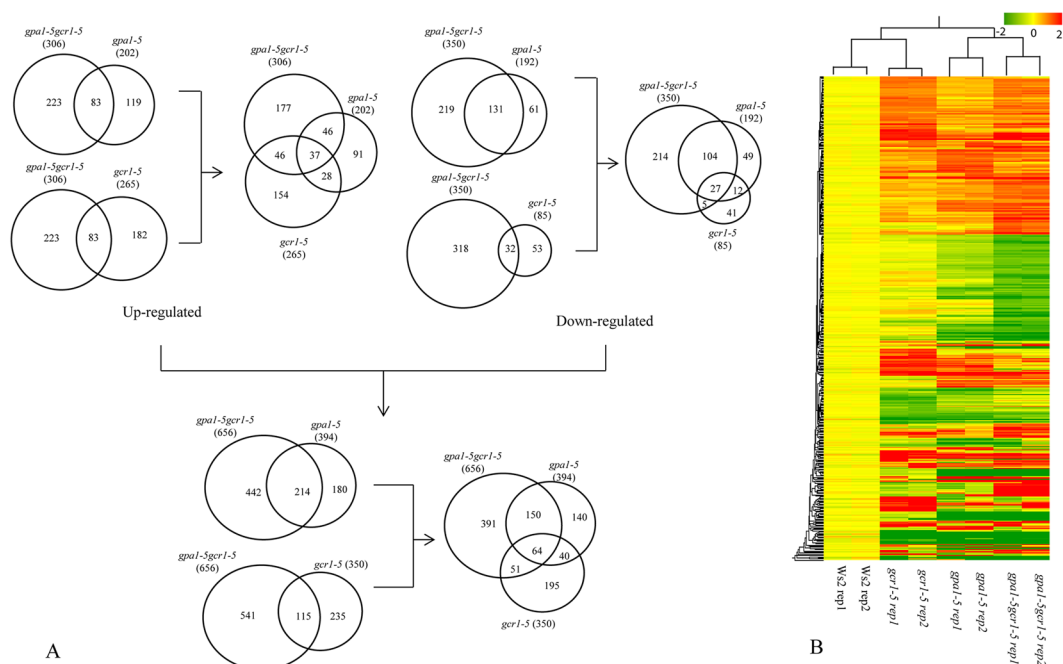 gpa1-5gcr1-5
(306)
gpa1-5
(202)
223 83 119
gpa1-5gcr1-5
(306)
gcr1-5
(265)
223 83 182
gpa1-5gcr1-5
(306)
gpa1-5
(202)
177
46
46 37 91
28
154
gcr1-5
(265)
Up-regulated
gpa1-5gcr1-5
(350)
gpa1-5
(192)
219 131 61
gpa1-5gcr1-5
(350)
gcr1-5
(85)
318 32 53
gpa1-5gcr1-5
(350)
gpa1-5
(192)
214 104 49
27 12
5
41
gcr1-5
(85)
Down-regulated
gpa1-5gcr1-5
(656)
gpa1-5
(394)
442 214 180
gpa1-5gcr1-5
(656)
gcr1-5 (350)
541 115 235
gpa1-5gcr1-5
(656)
gpa1-5
(394)
391 150 140
64 40
51
195
gcr1-5 (350)
A
-2 0 2
Ws2 rep1
Ws2 rep2
gcr1-5 rep1
gcr1-5 rep2
gpa1-5 rep1
gpa1-5 rep2
gpa1-5gcr1-5 rep1
gpa1-5gcr1-5 rep2
B